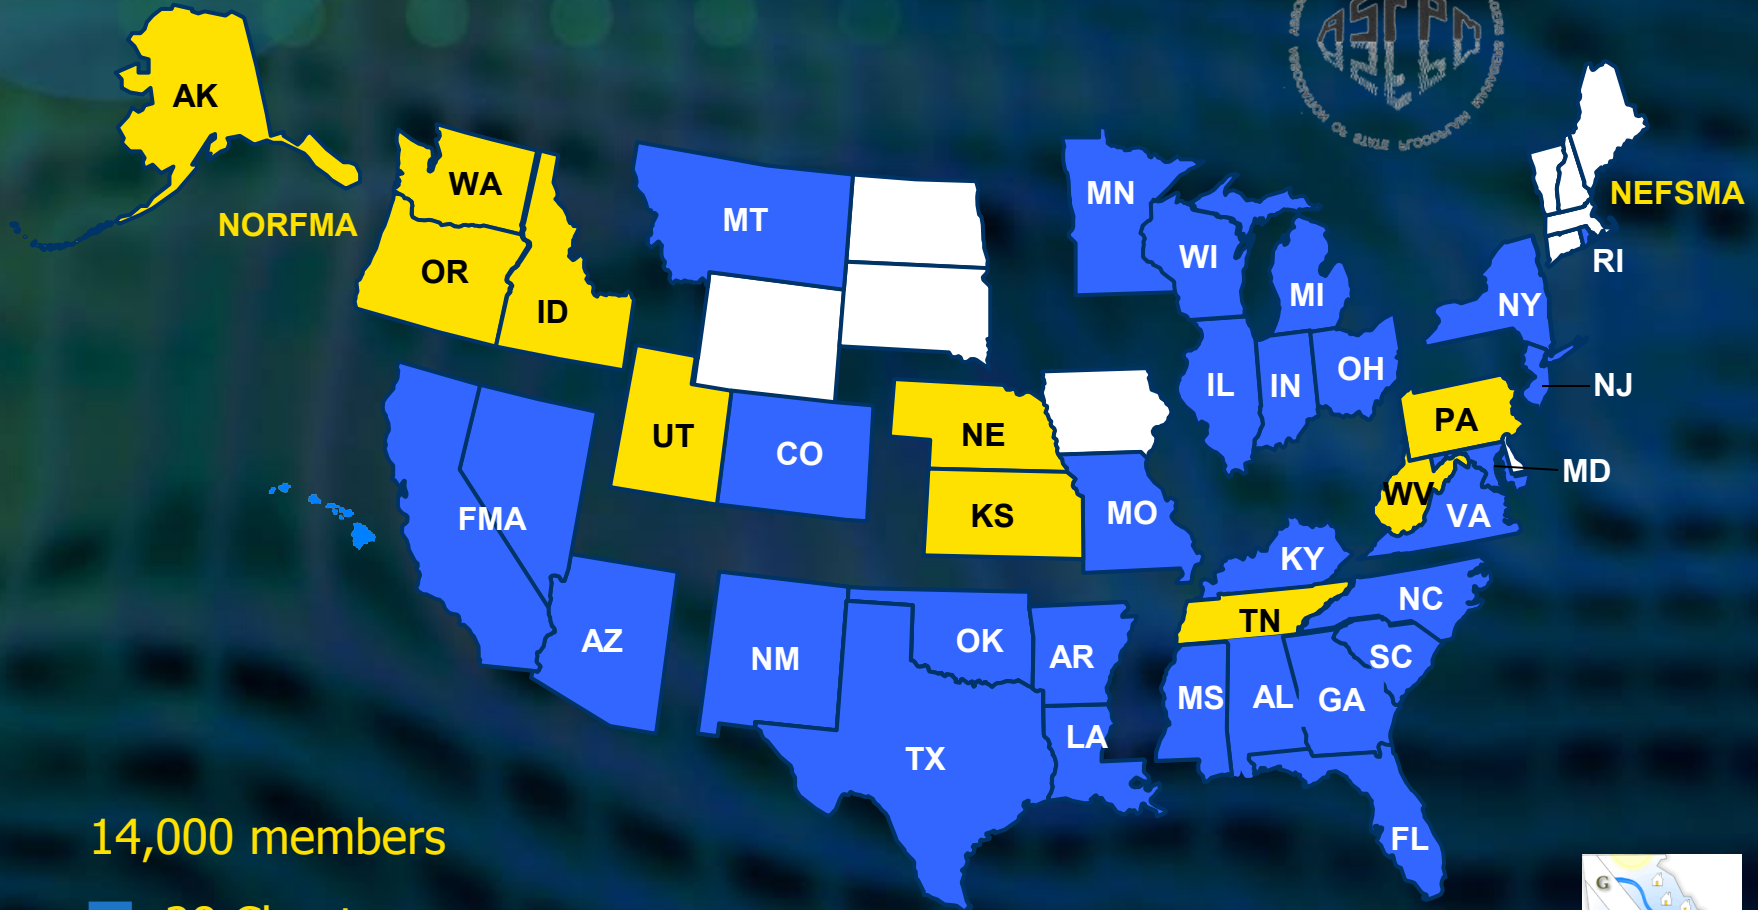 ASFPM
AK
WA
NORFMA
MT
MN
NEFSMA
WI
RI
OR
ID
MI
NY
OH
IL
IN
NJ
UT
CO
NE
PA
MD
WV
KS
MO
VA
FMA
KY
NC
TN
AZ
NM
OK
AR
SC
MS
AL
GA
LA
TX
14,000 members
FL
G